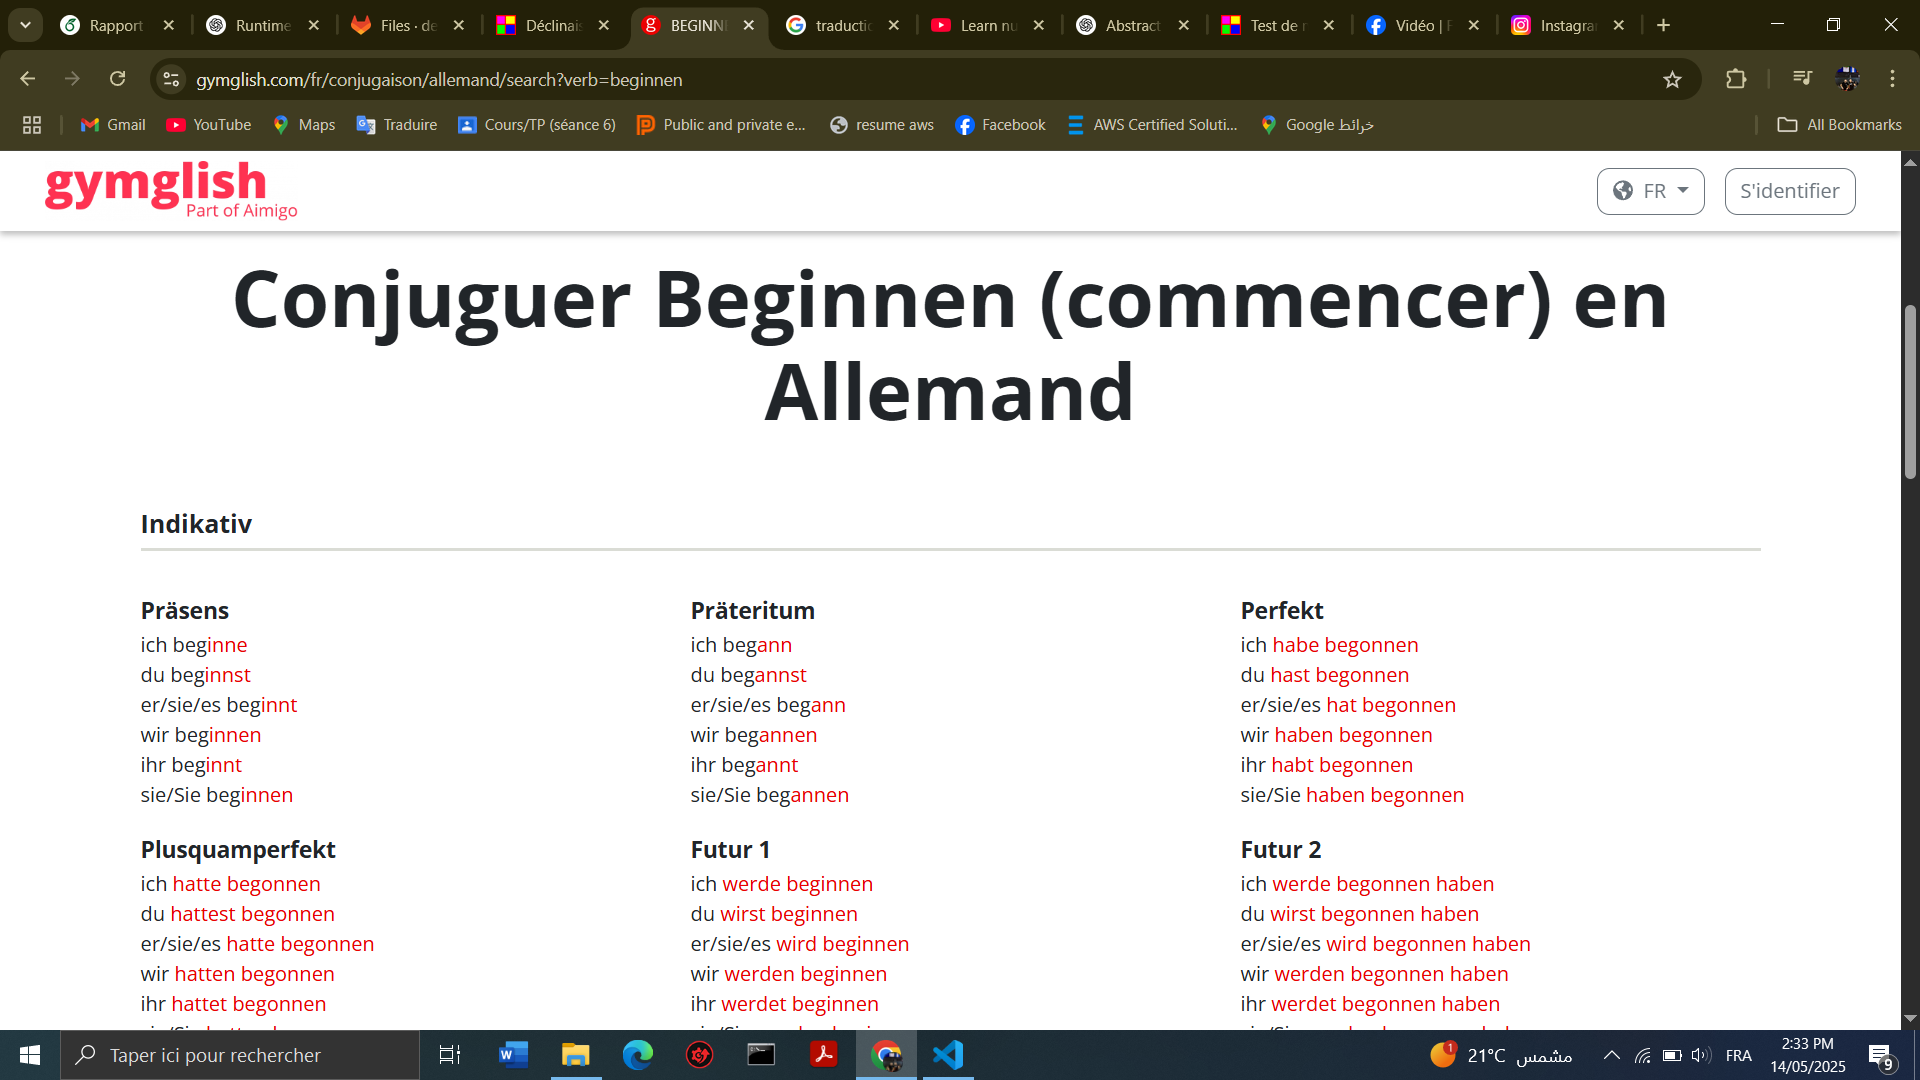 Rapport
Runtime
Files · de
Déclinais
BEGINN
traductio
Learn nu
Abstract
Test de n
Vidéo | F
Instagra
gymglish.com/fr/conjugaison/allemand/search?verb=beginnen
Gmail
YouTube
Maps
Traduire
Cours/TP (séance 6)
Public and private e...
resume aws
Facebook
AWS Certified Soluti...
خرائط Google
All Bookmarks
gymglish
Part of Aimigo
FR
S'identifier
Conjuguer Beginnen (commencer) en
Allemand
Indikativ
Präsens
ich beginne
du beginnst
er/sie/es beginnt
wir beginnen
ihr beginnt
sie/Sie beginnen
Präteritum
ich begann
du begannst
er/sie/es begann
wir begannen
ihr begannt
sie/Sie begannen
Perfekt
ich habe begonnen
du hast begonnen
er/sie/es hat begonnen
wir haben begonnen
ihr habt begonnen
sie/Sie haben begonnen
Plusquamperfekt
ich hatte begonnen
du hattest begonnen
er/sie/es hatte begonnen
wir hatten begonnen
ihr hattet begonnen
Futur 1
ich werde beginnen
du wirst beginnen
er/sie/es wird beginnen
wir werden beginnen
ihr werdet beginnen
Futur 2
ich werde begonnen haben
du wirst begonnen haben
er/sie/es wird begonnen haben
wir werden begonnen haben
ihr werdet begonnen haben
Taper ici pour rechercher
1
21°C مشمس
FRA
2:33 PM
14/05/2025
9